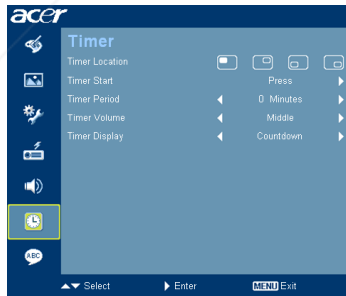 acer
Timer
Timer Location
Timer Start Press
Timer Period 0 Minutes
Timer Volume Middle
Timer Display Countdown
ABC
Select Enter MENU Exit